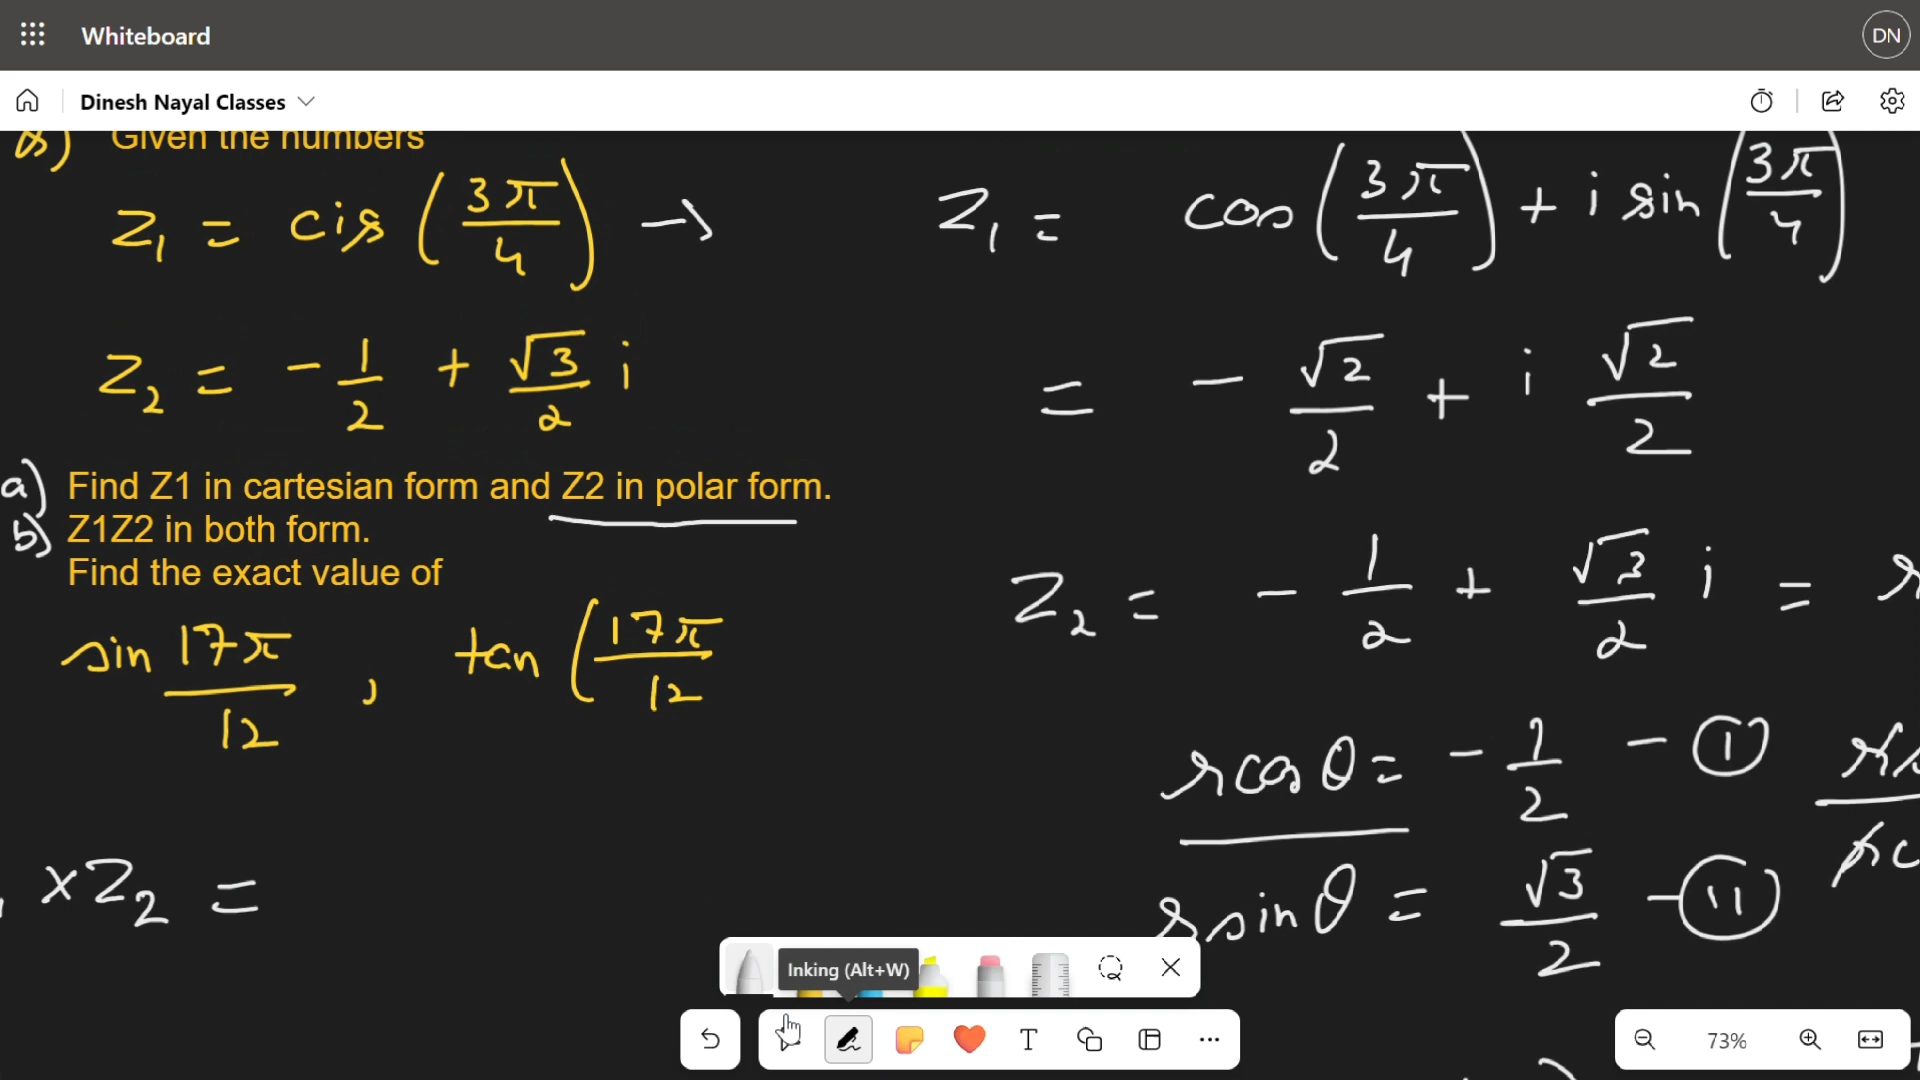 Whiteboard
DN
Dinesh Nayal Classes
Q) Given the numbers
Z₁ = cis (3π/4) →
Z₂ = -1/2 + √3/2 i
a) Find Z1 in cartesian form and Z2 in polar form.
b) Z1Z2 in both form.
Find the exact value of
sin 17π/12 , tan (17π/12
×Z₂ =
Z₁ = cos (3π/4) + i sin (3π/4)
= - √2/2 + i √2/2
Z₂ = - 1/2 + √3/2 i =
r cos θ = - 1/2 - ①
r sin θ = √3/2 - ⑪
Inking (Alt+W)
T
73%